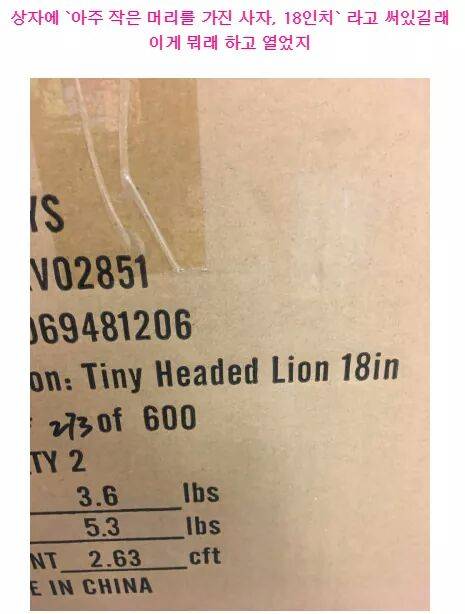 상자에 `아주 작은 머리를 가진 사자, 18인치` 라고 써있길래
이게 뭐래 하고 열었지
YS
V02851
069481206
on: Tiny Headed Lion 18in
273 of 600
TY 2
3.6 lbs
5.3 lbs
NT 2.63 cft
E IN CHINA